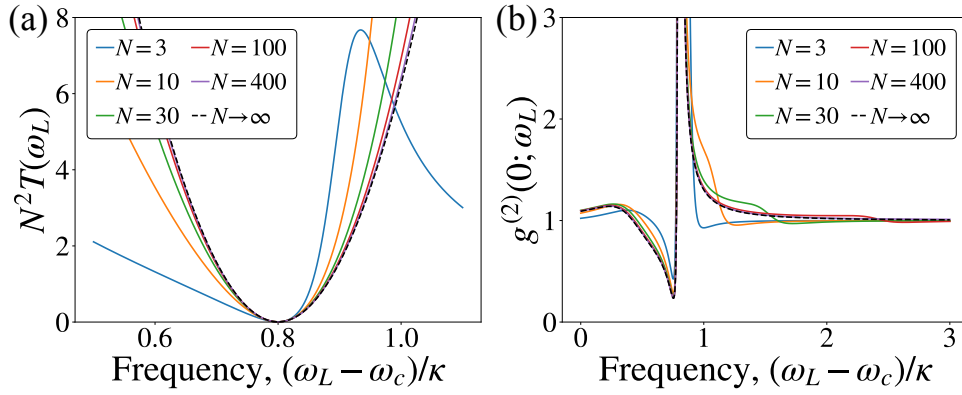 (a)
N²T(ω_L)
8
6
4
2
0
N = 3
N = 10
N = 30
N = 100
N = 400
N→∞
0.6
0.8
1.0
Frequency, (ω_L − ω_c)/κ
(b)
g^(2)(0; ω_L)
3
2
1
0
N = 3
N = 10
N = 30
N = 100
N = 400
N→∞
0
1
2
3
Frequency, (ω_L − ω_c)/κ